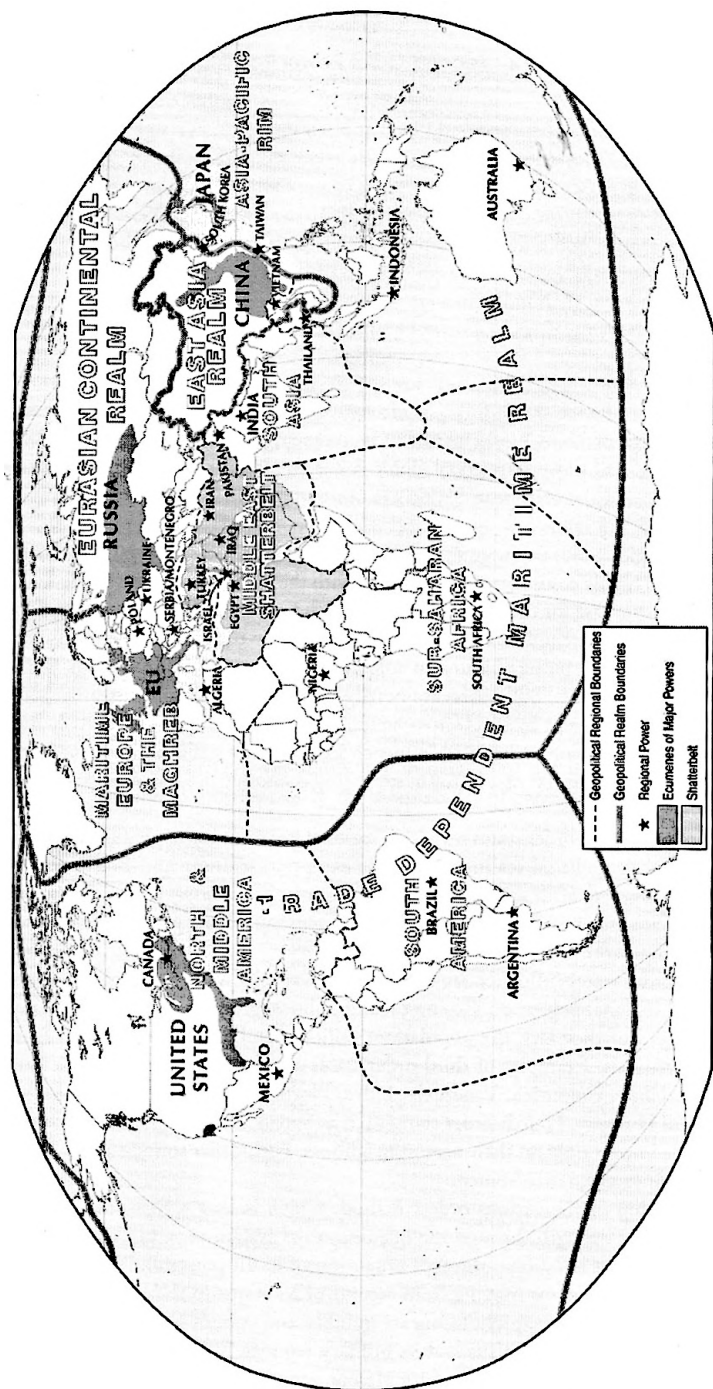 EURASIAN CONTINENTAL
REALM
RUSSIA
MARITIME
EUROPE
& THE
MAGHREB
EU
POLAND
UKRAINE
SERBIA/MONTENEGRO
TURKEY
ISRAEL
IRAN
IRAQ
EGYPT
ALGERIA
MIDDLE EAST
SHATTERBELT
PAKISTAN
INDIA
SOUTH
ASIA
EAST ASIA
REALM
CHINA
JAPAN
SOUTH KOREA
ASIA-PACIFIC
RIM
TAIWAN
VIETNAM
THAILAND
INDONESIA
AUSTRALIA
NIGERIA
SUB-SAHARAN
AFRICA
SOUTH AFRICA
CANADA
UNITED
STATES
NORTH &
MIDDLE
AMERICA
MEXICO
SOUTH
AMERICA
BRAZIL
ARGENTINA
TRADE DEPENDENT MARITIME REALM
Geopolitical Regional Boundaries
Geopolitical Realm Boundaries
Regional Power
Ecumenes of Major Powers
Shatterbelt